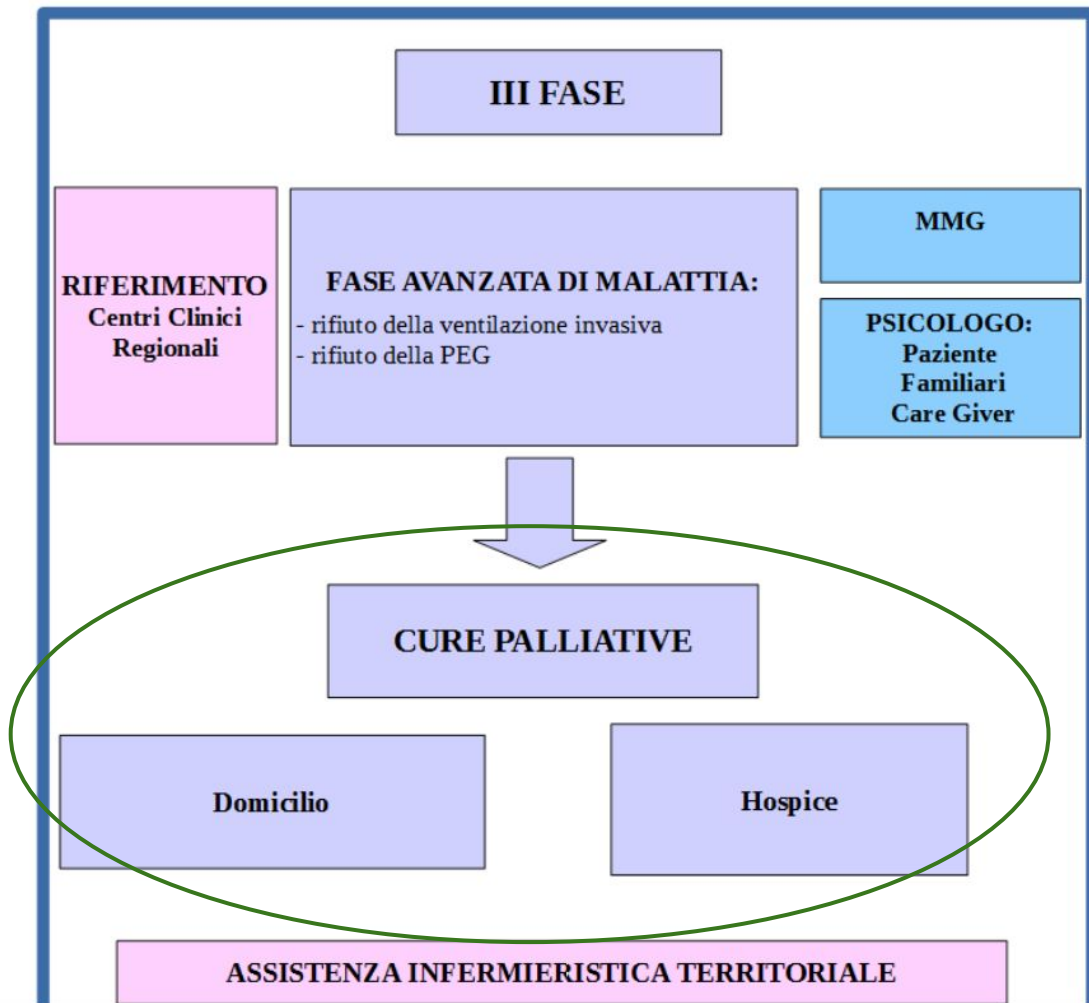 III FASE
RIFERIMENTO
Centri Clinici
Regionali
FASE AVANZATA DI MALATTIA:
- rifiuto della ventilazione invasiva
- rifiuto della PEG
MMG
PSICOLOGO:
Paziente
Familiari
Care Giver
CURE PALLIATIVE
Domicilio
Hospice
ASSISTENZA INFERMIERISTICA TERRITORIALE